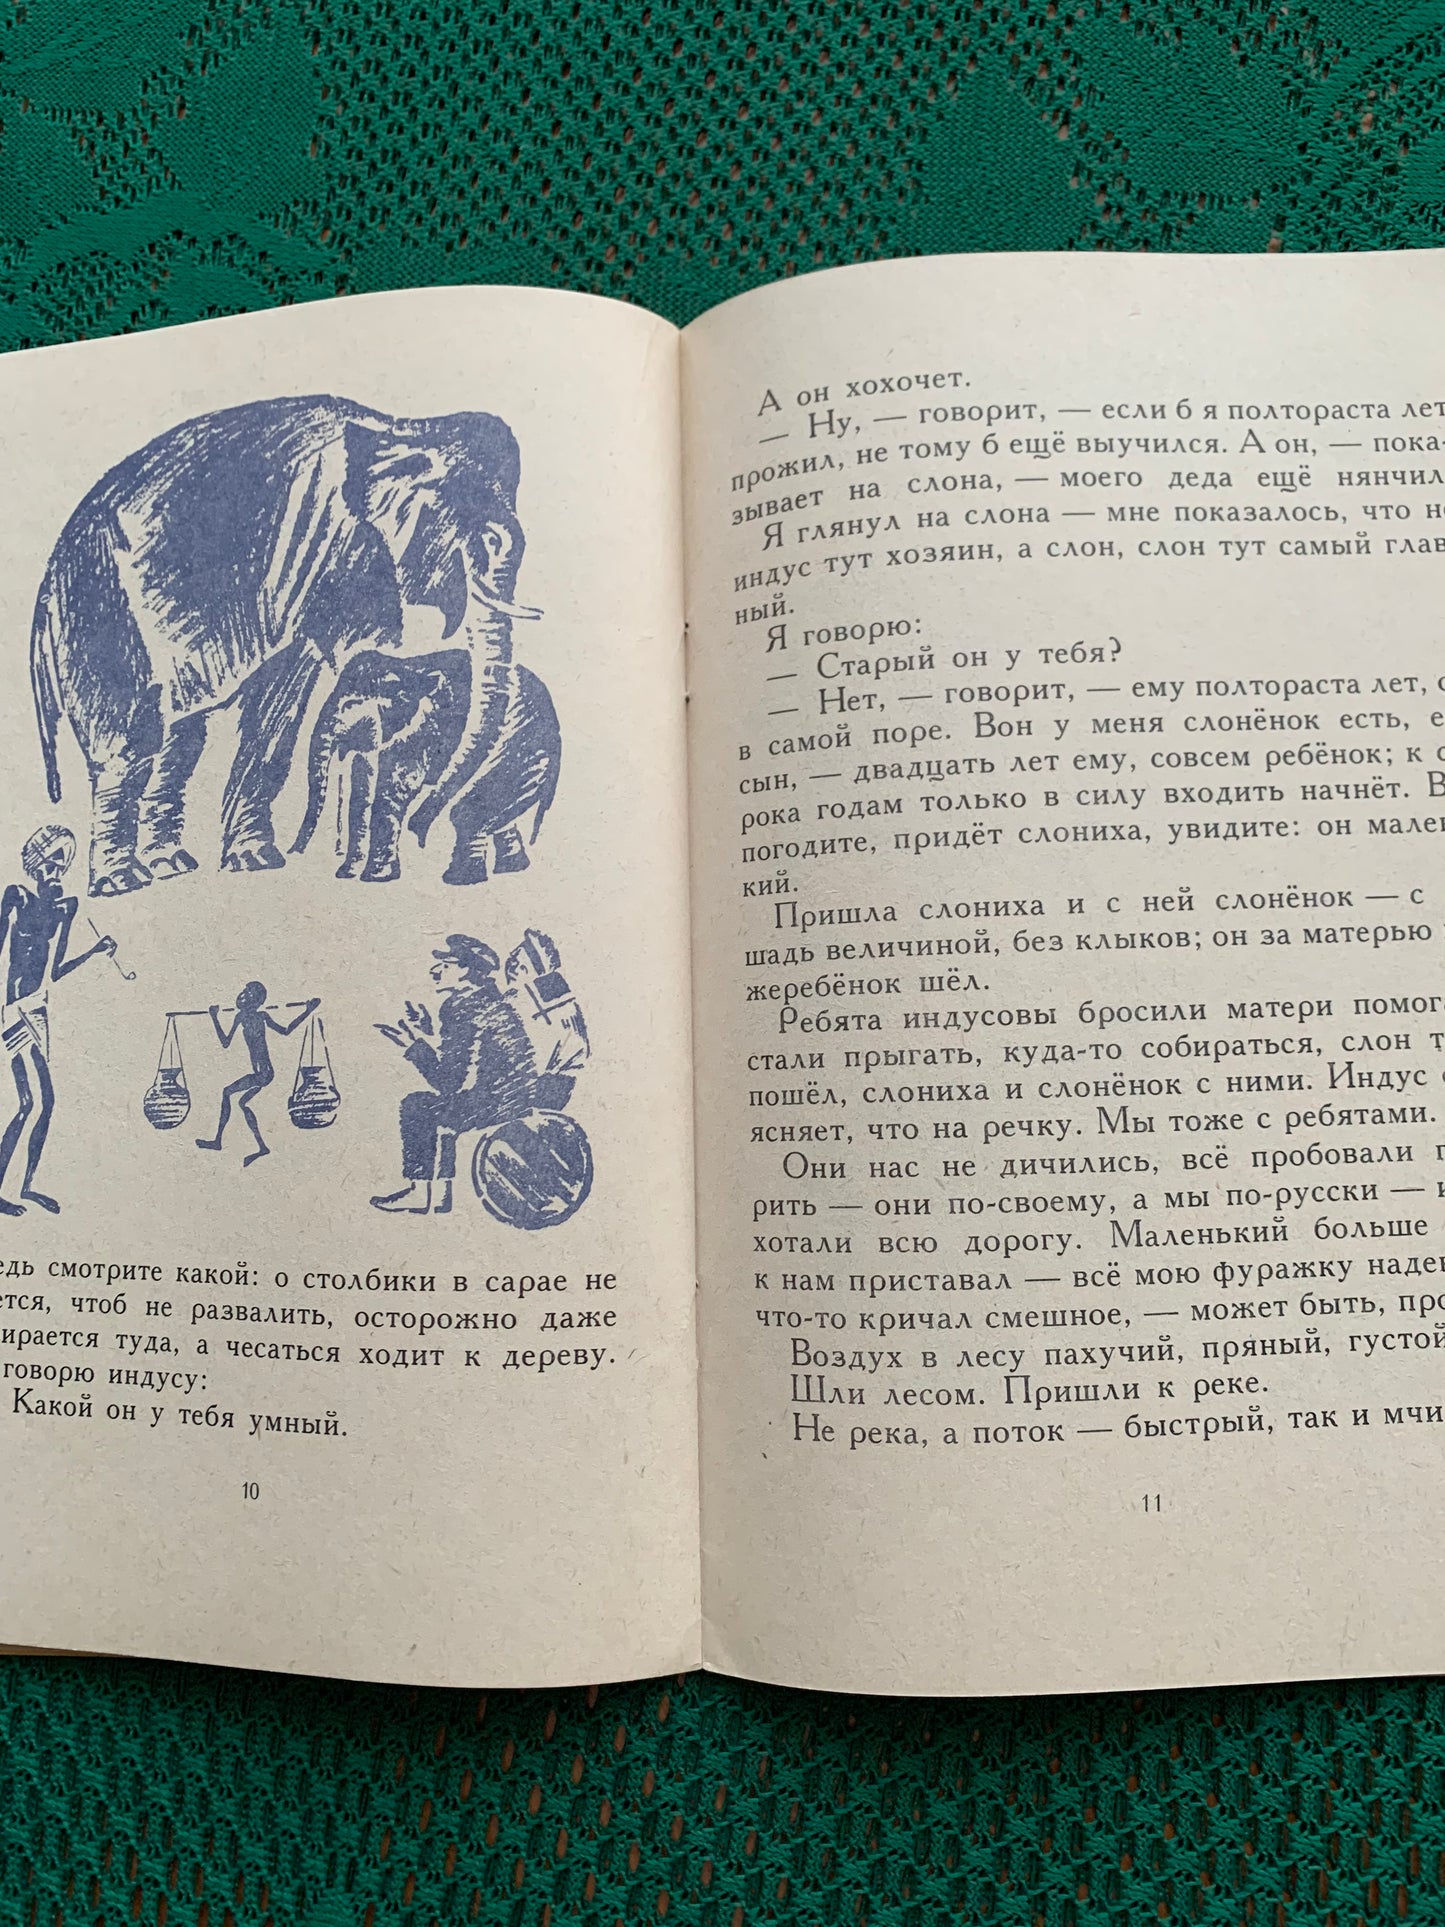 смотрите какой: о столбики в сарае не
чтоб не развалить, осторожно даже
туда, а чесаться ходит к дереву.
говорю индусу:
Какой он у тебя умный.
10
А он хохочет.
— Ну, — говорит, — если б я полтораста лет
прожил, не тому б ещё выучился. А он, — пока-
зывает на слона, — моего деда ещё нянчил
Я глянул на слона — мне показалось, что
индус тут хозяин, а слон, слон тут самый глав
ный.
Я говорю:
— Старый он у тебя?
— Нет, — говорит, — ему полтораста лет,
в самой поре. Вон у меня слонёнок есть,
сын, — двадцать лет ему, совсем ребёнок; к
рока годам только в силу входить начнёт.
погодите, придёт слониха, увидите: он мален
кий.
Пришла слониха и с ней слонёнок — с
шадь величиной, без клыков; он за матерью
жеребёнок шёл.
Ребята индусовы бросили матери помог
стали прыгать, куда-то собираться, слон
пошёл, слониха и слонёнок с ними. Индус
ясняет, что на речку. Мы тоже с ребятами.
Они нас не дичились, всё пробовали
рить — они по-своему, а мы по-русски —
хотали всю дорогу. Маленький больше
к нам приставал — всё мою фуражку
что-то кричал смешное, — может быть,
Воздух в лесу пахучий, пряный, густой
Шли лесом. Пришли к реке.
Не река, а поток — быстрый, так и мчи
11